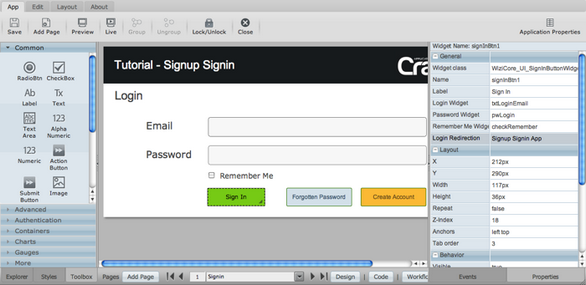 App Edit Layout About
Save Add Page Preview Live Group Ungroup Lock/Unlock Close Application Properties
Common
RadioBtn CheckBox
Ab Tx
Label Text
Text Area 123 Alpha Numeric
123 Numeric Action Button
Submit Button Image
Advanced
Authentication
Containers
Charts
Gauges
More
Explorer Styles Toolbox
Tutorial - Signup Signin
Cra
Login
Email
Password
Remember Me
Sign In Forgotten Password Create Account
Pages Add Page 1 Signin Design Code Workflo
Widget Name: signInBtn1
General
Widget class WiziCore_UI_SignInButtonWidg
Name signInBtn1
Label Sign In
Login Widget txtLoginEmail
Password Widget pwLogin
Remember Me Widg checkRemember
Login Redirection Signup Signin App
Layout
X 212px
Y 290px
Width 117px
Height 36px
Repeat false
Z-Index 18
Anchors left top
Tab order 3
Behavior
Visible true
Events Properties